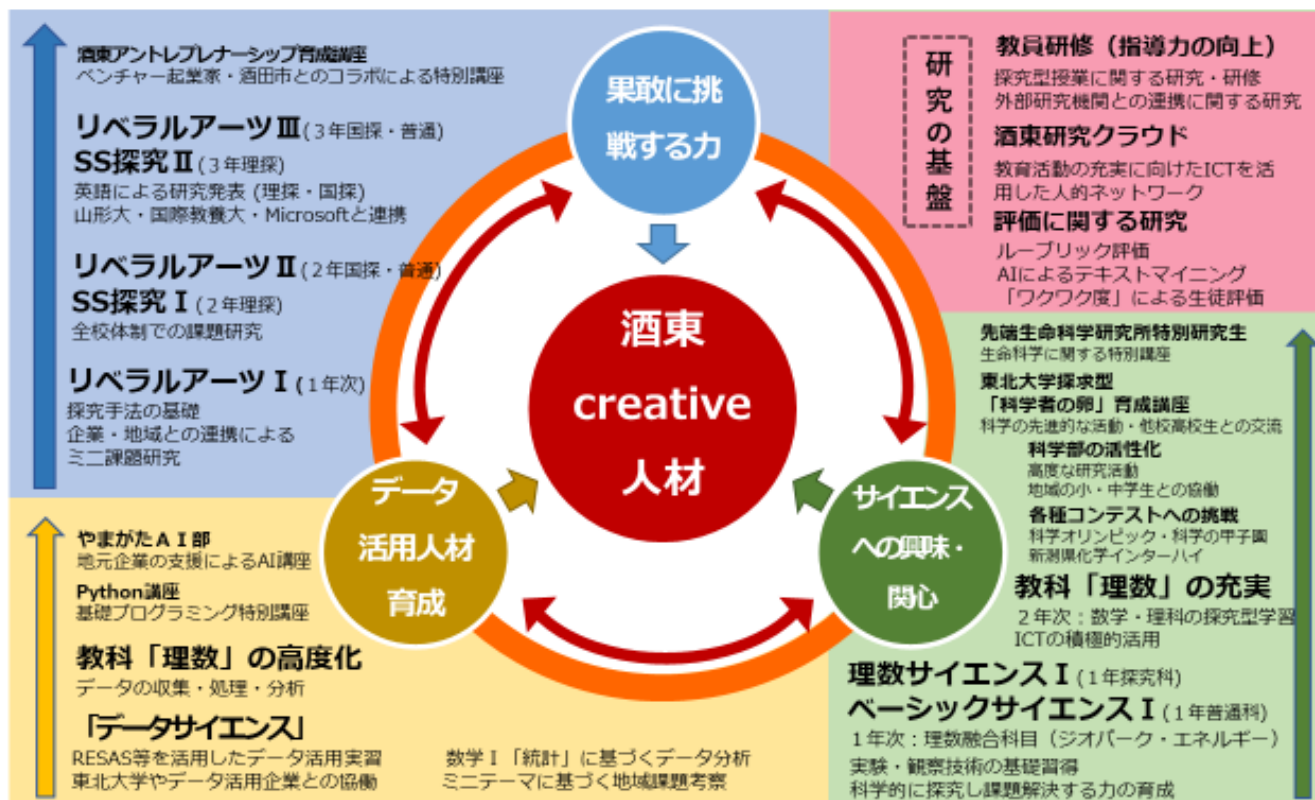 酒東アントレプレナーシップ育成講座
ベンチャー起業家・酒田市とのコラボによる特別講座
リベラルアーツⅢ(3年国探・普通)
SS探究Ⅱ(3年理探)
英語による研究発表 (理探・国探)
山形大・国際教養大・Microsoftと連携
リベラルアーツⅡ(2年国探・普通)
SS探究Ⅰ(2年理探)
全校体制での課題研究
リベラルアーツⅠ(1年次)
探究手法の基礎
企業・地域との連携による
ミニ課題研究
果敢に挑
戦する力
研究の基盤
教員研修(指導力の向上)
探究型授業に関する研究・研修
外部研究機関との連携に関する研究
酒東研究クラウド
教育活動の充実に向けたICTを活
用した人的ネットワーク
評価に関する研究
ルーブリック評価
AIによるテキストマイニング
「ワクワク度」による生徒評価
酒東
creative
人材
データ
活用人材
育成
サイエンス
への興味・
関心
先端生命科学研究所特別研究生
生命科学に関する特別講座
東北大学探求型
「科学者の卵」育成講座
科学の先進的な活動・他校高校生との交流
科学部の活性化
高度な研究活動
地域の小・中学生との協働
各種コンテストへの挑戦
科学オリンピック・科学の甲子園
新潟県化学インターハイ
教科「理数」の充実
2年次:数学・理科の探究型学習
ICTの積極的活用
理数サイエンスⅠ(1年探究科)
ベーシックサイエンスⅠ(1年普通科)
1年次:理数融合科目(ジオパーク・エネルギー)
実験・観察技術の基礎習得
科学的に探究し課題解決する力の育成
やまがたAI部
地元企業の支援によるAI講座
Python講座
基礎プログラミング特別講座
教科「理数」の高度化
データの収集・処理・分析
「データサイエンス」
RESAS等を活用したデータ活用実習
東北大学やデータ活用企業との協働
数学Ⅰ「統計」に基づくデータ分析
ミニテーマに基づく地域課題考察